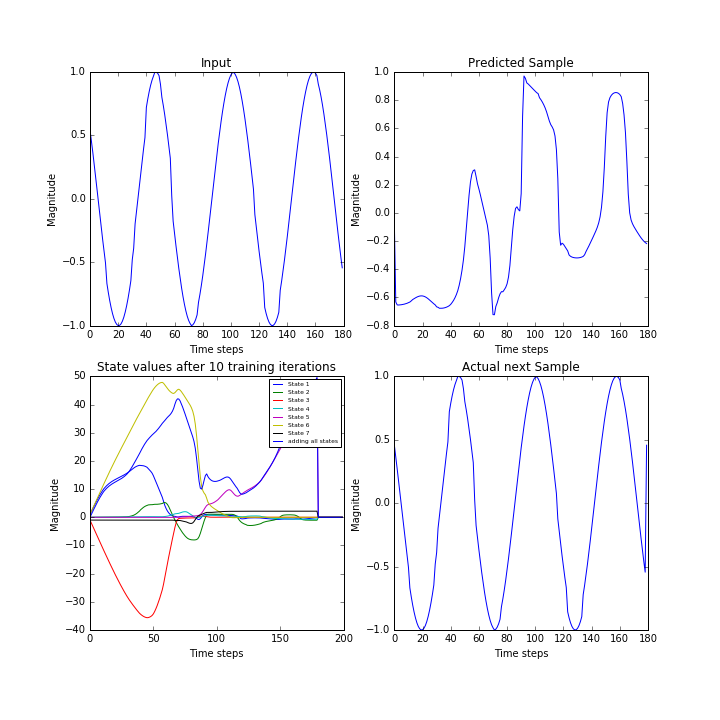 Input
Magnitude
1.0
0.5
0.0
−0.5
−1.0
0 20 40 60 80 100 120 140 160 180
Time steps
Predicted Sample
Magnitude
1.0
0.8
0.6
0.4
0.2
0.0
−0.2
−0.4
−0.6
−0.8
0 20 40 60 80 100 120 140 160 180
Time steps
State values after 10 training iterations
Magnitude
50
40
30
20
10
0
−10
−20
−30
−40
State 1
State 2
State 3
State 4
State 5
State 6
State 7
adding all states
0 50 100 150 200
Time steps
Actual next Sample
Magnitude
1.0
0.5
0.0
−0.5
−1.0
0 20 40 60 80 100 120 140 160 180
Time steps